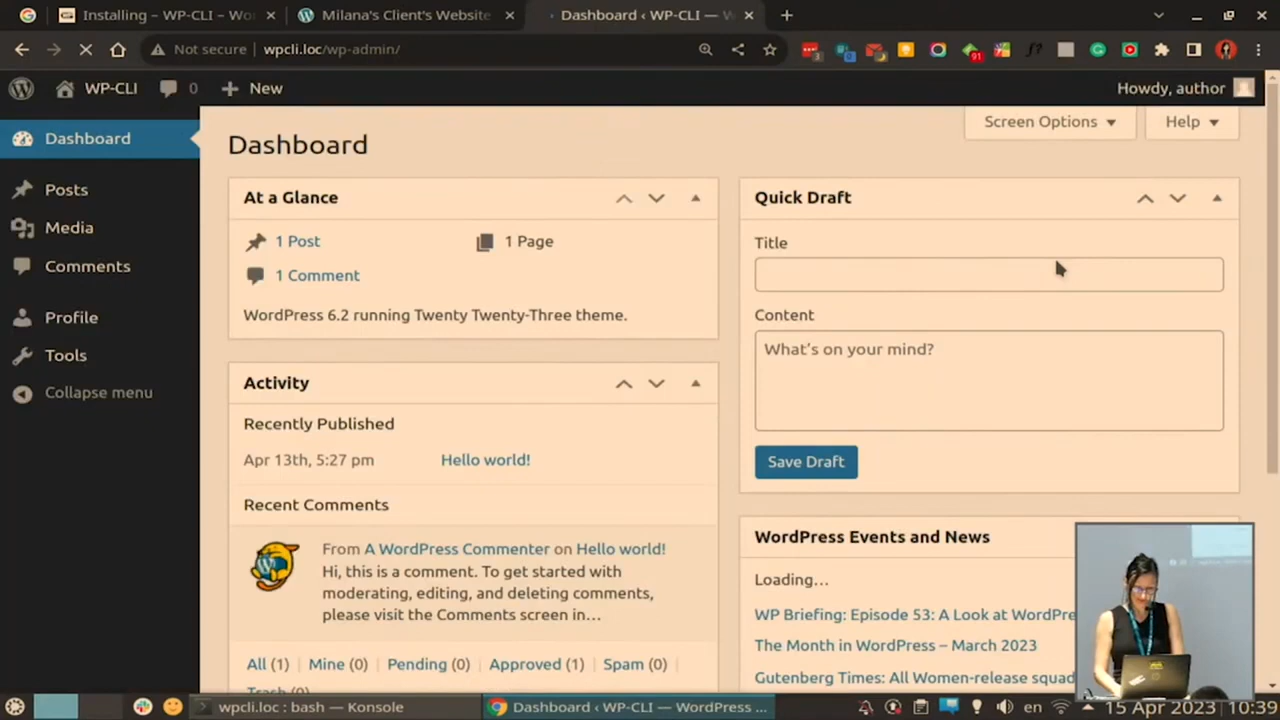 Installing – WP-CLI – Wo
Milana's Client's Website
Dashboard ‹ WP-CLI — W
Not secure
wpcli.loc/wp-admin/
3
91
WP-CLI
0
New
Howdy, author
Dashboard
Posts
Media
Comments
Profile
Tools
Collapse menu
Dashboard
Screen Options
Help
At a Glance
1 Post
1 Page
1 Comment
WordPress 6.2 running Twenty Twenty-Three theme.
Activity
Recently Published
Apr 13th, 5:27 pm
Hello world!
Recent Comments
From A WordPress Commenter on Hello world!
Hi, this is a comment. To get started with
moderating, editing, and deleting comments,
please visit the Comments screen in…
All (1) | Mine (0) | Pending (0) | Approved (1) | Spam (0) |
Trash (0)
Quick Draft
Title
Content
What's on your mind?
Save Draft
WordPress Events and News
Loading…
WP Briefing: Episode 53: A Look at WordPre
The Month in WordPress – March 2023
Gutenberg Times: All Women-release squad
wpcli.loc : bash — Konsole
Dashboard ‹ WP-CLI — WordPress ...
en
15 Apr 2023
10:39